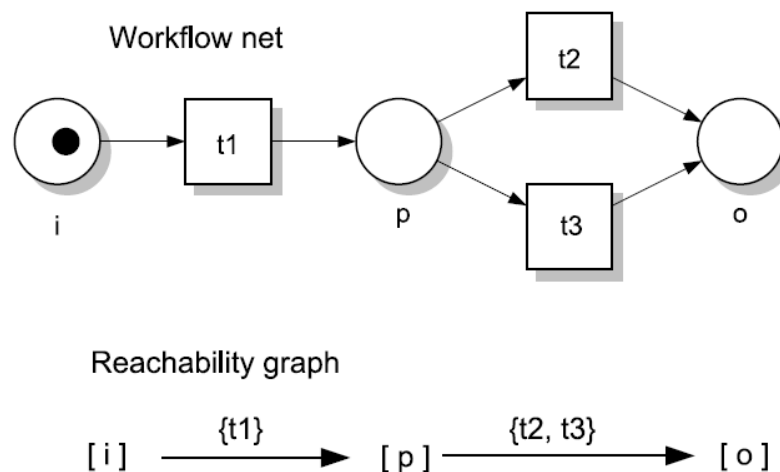 Workflow net
t2
t1
i
p
t3
o
Reachability graph
{t1} {t2, t3}
[ i ] [ p ] [ o ]